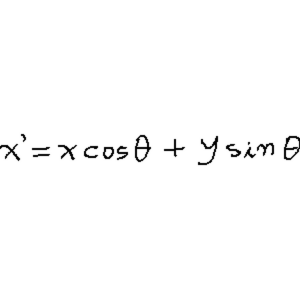 x' = x cos θ + y sin θ